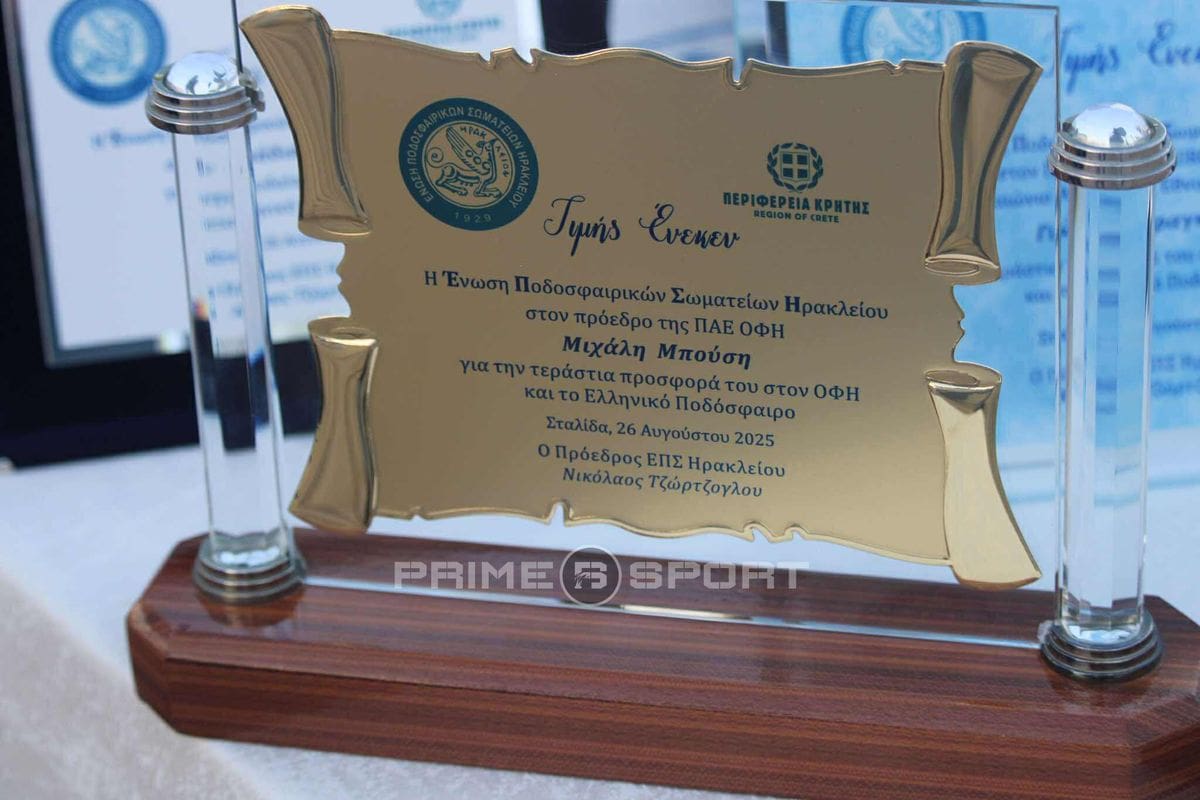 ΕΝΩΣΗ ΠΟΔΟΣΦΑΙΡΙΚΩΝ ΣΩΜΑΤΕΙΩΝ ΗΡΑΚΛΕΙΟΥ
ΗΡΑΚΛΕΙΟΝ
1929
ΠΕΡΙΦΕΡΕΙΑ ΚΡΗΤΗΣ
REGION OF CRETE
Τιμής Ένεκεν
Η Ένωση Ποδοσφαιρικών Σωματείων Ηρακλείου
στον πρόεδρο της ΠΑΕ ΟΦΗ
Μιχάλη Μπούση
για την τεράστια προσφορά του στον ΟΦΗ
και το Ελληνικό Ποδόσφαιρο
Σταλίδα, 26 Αυγούστου 2025
Ο Πρόεδρος ΕΠΣ Ηρακλείου
Νικόλαος Τζώρτζογλου
PRIME SPORT